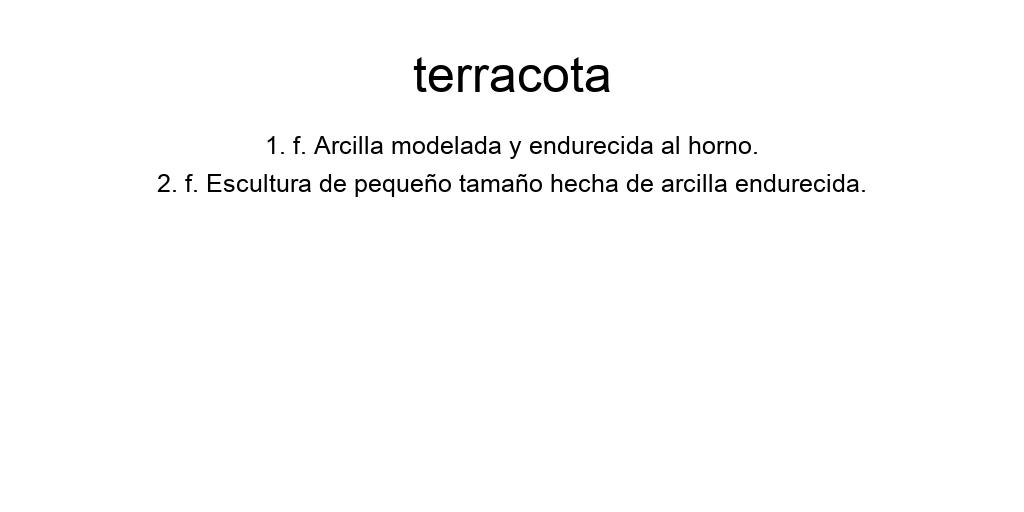 terracota
1. f. Arcilla modelada y endurecida al horno.
2. f. Escultura de pequeño tamaño hecha de arcilla endurecida.